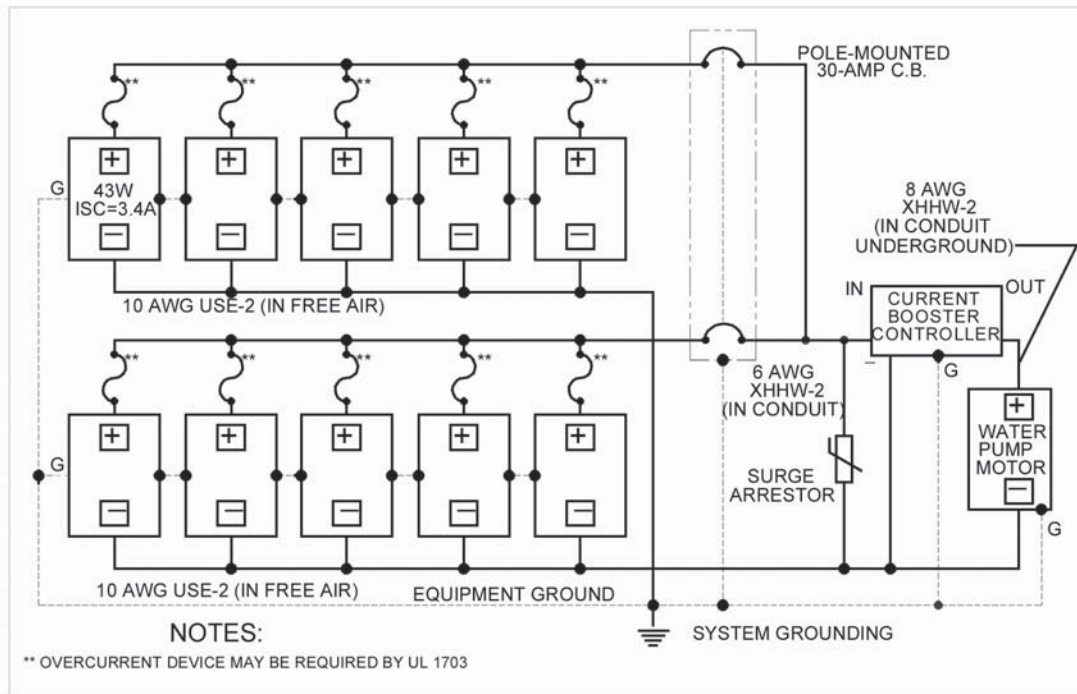 POLE-MOUNTED
30-AMP C.B.
**
**
**
**
**
+
+
+
+
+
G
43W
ISC=3.4A
8 AWG
XHHW-2
(IN CONDUIT
UNDERGROUND)
10 AWG USE-2 (IN FREE AIR)
IN
OUT
CURRENT
BOOSTER
CONTROLLER
−
G
**
**
**
**
**
6 AWG
XHHW-2
(IN CONDUIT)
+
+
+
+
+
G
SURGE
ARRESTOR
+
WATER
PUMP
MOTOR
G
10 AWG USE-2 (IN FREE AIR)
EQUIPMENT GROUND
SYSTEM GROUNDING
NOTES:
** OVERCURRENT DEVICE MAY BE REQUIRED BY UL 1703